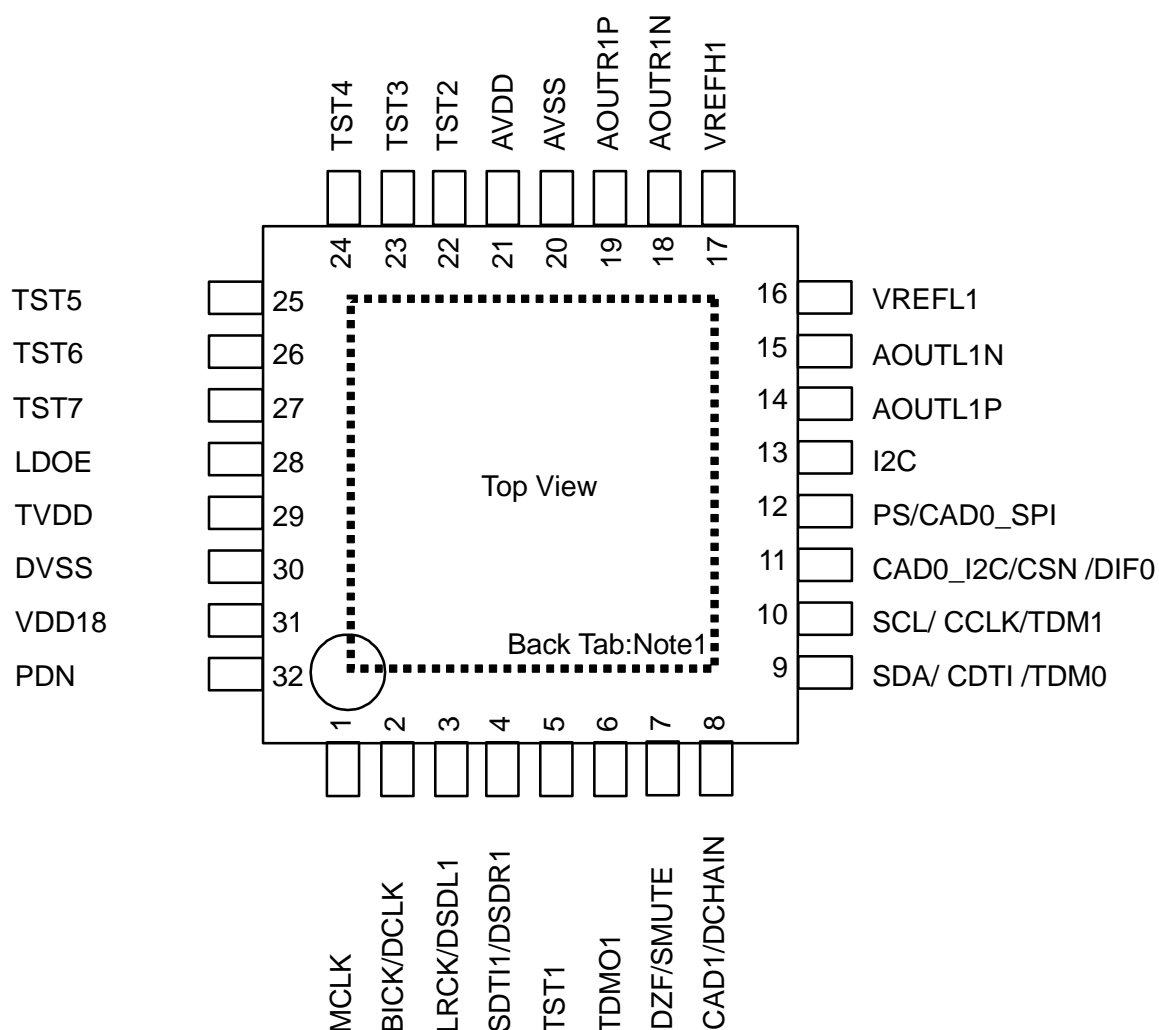 TST4
TST3
TST2
AVDD
AVSS
AOUTR1P
AOUTR1N
VREFH1
24
23
22
21
20
19
18
17
TST5
25
16
VREFL1
TST6
26
15
AOUTL1N
TST7
27
14
AOUTL1P
LDOE
28
13
I2C
TVDD
29
Top View
12
PS/CAD0_SPI
DVSS
30
11
CAD0_I2C/CSN /DIF0
VDD18
31
10
SCL/ CCLK/TDM1
Back Tab:Note1
PDN
32
9
SDA/ CDTI /TDM0
1
2
3
4
5
6
7
8
MCLK
BICK/DCLK
LRCK/DSDL1
SDTI1/DSDR1
TST1
TDMO1
DZF/SMUTE
CAD1/DCHAIN